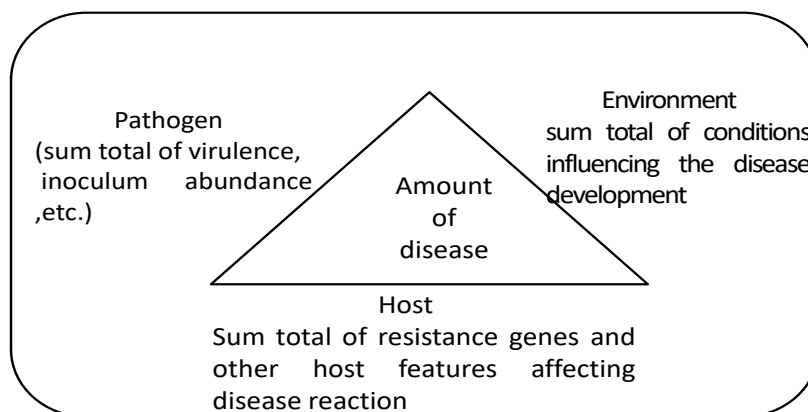 Pathogen
(sum total of virulence,
inoculum abundance
,etc.)
Environment
sum total of conditions
influencing the disease
development
Amount
of
disease
Host
Sum total of resistance genes and
other host features affecting
disease reaction